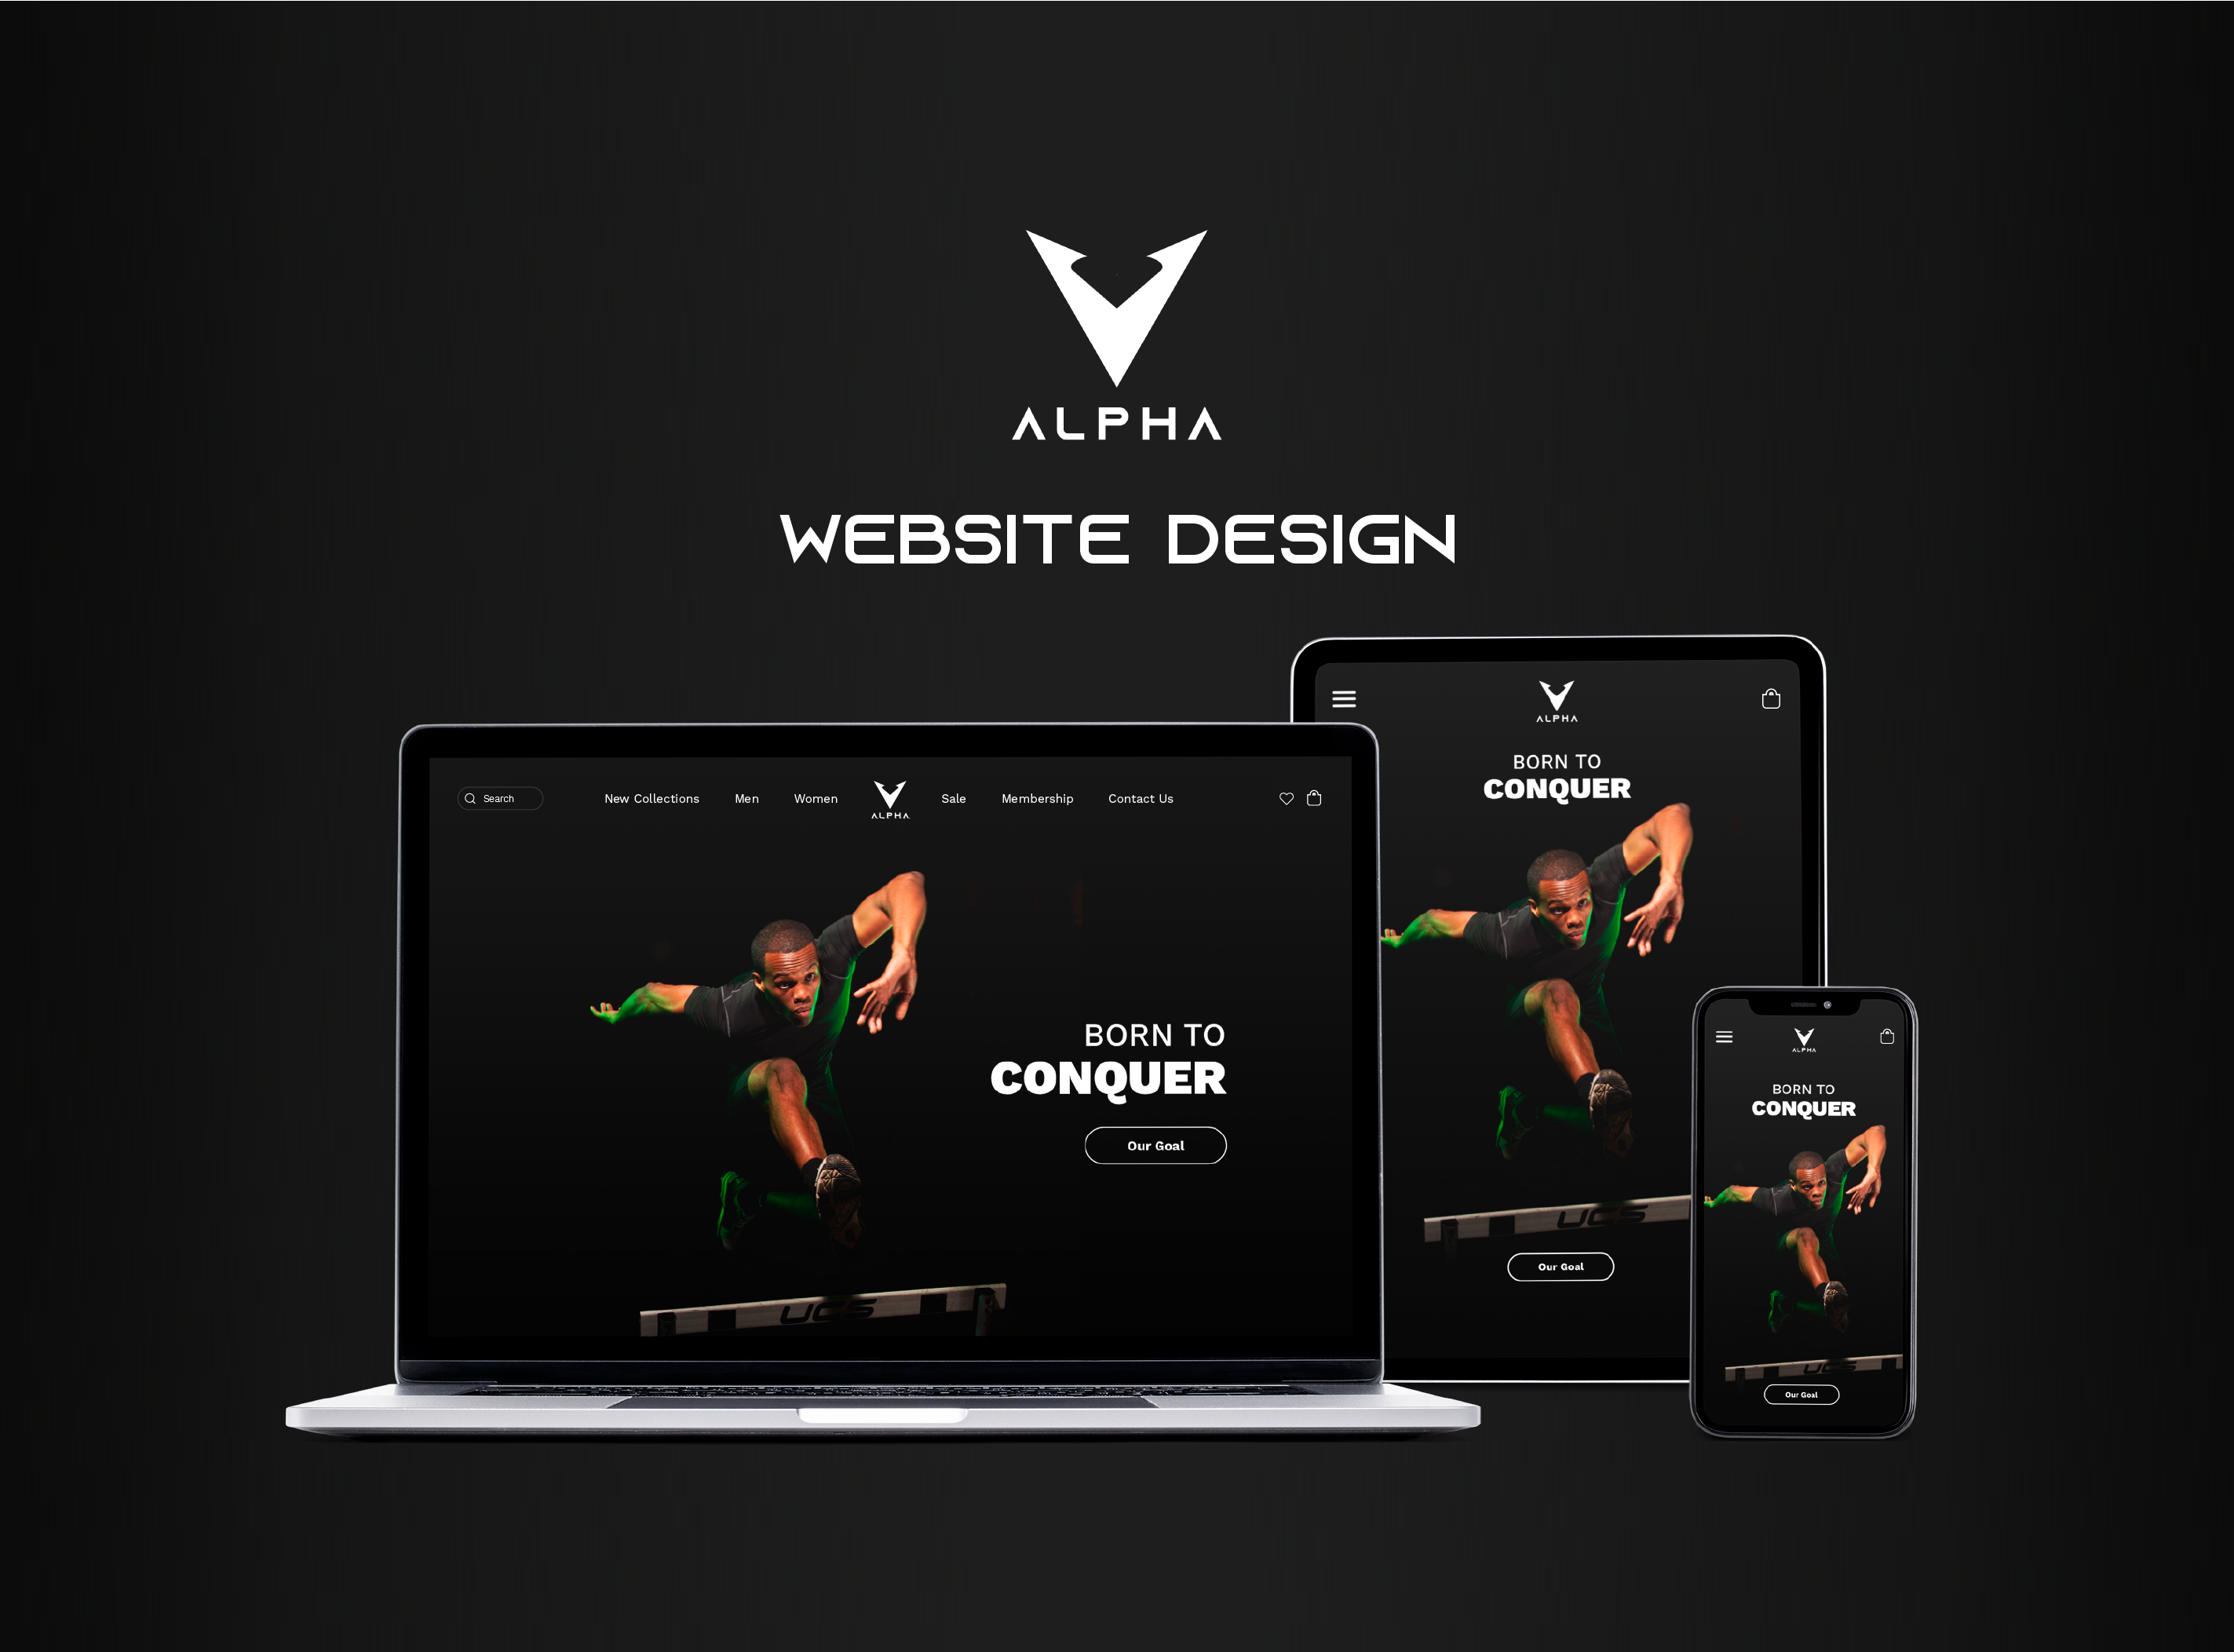 ALPHA
WEBSITE DESIGN
Search
New Collections
Men
Women
ALPHA
Sale
Membership
Contact Us
BORN TO
CONQUER
Our Goal
UCS
ALPHA
BORN TO
CONQUER
UCS
Our Goal
ALPHA
BORN TO
CONQUER
UCS
Our Goal